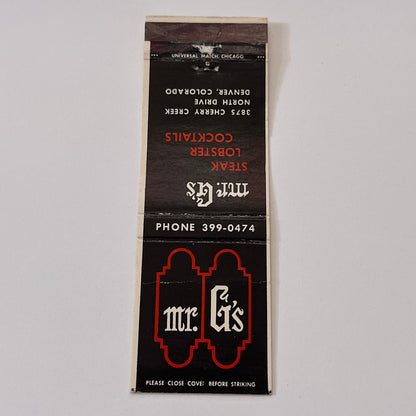 UNIVERSAL MATCH, CHICAGO
mr. G's
STEAK
LOBSTER
COCKTAILS
3875 CHERRY CREEK
NORTH DRIVE
DENVER, COLORADO
PHONE 399-0474
mr. G's
PLEASE CLOSE COVER BEFORE STRIKING